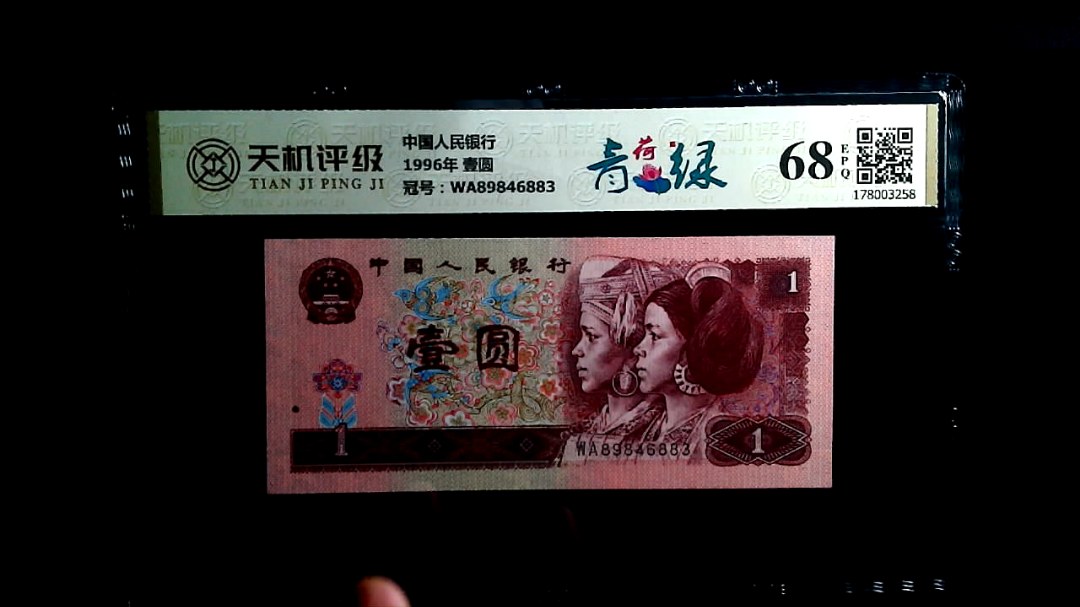 天机评级
TIAN JI PING JI
中国人民银行
1996年 壹圆
冠号：WA89846883
青荷绿
68
EPQ
178003258
中國人民銀行
1
壹圆
1
WA89846883
1